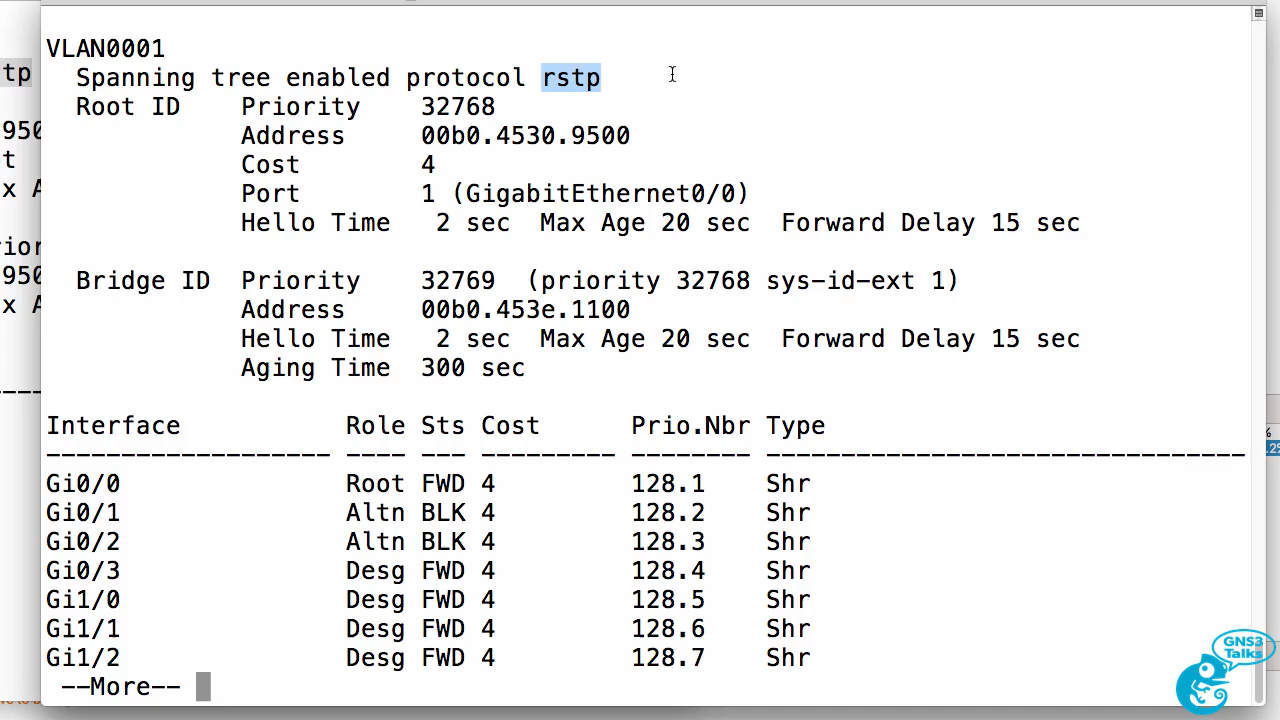 VLAN0001
Spanning tree enabled protocol rstp
Root ID Priority 32768
Address 00b0.4530.9500
Cost 4
Port 1 (GigabitEthernet0/0)
Hello Time 2 sec Max Age 20 sec Forward Delay 15 sec
Bridge ID Priority 32769 (priority 32768 sys-id-ext 1)
Address 00b0.453e.1100
Hello Time 2 sec Max Age 20 sec Forward Delay 15 sec
Aging Time 300 sec
Interface Role Sts Cost Prio.Nbr Type
------------------- ---- --- --------- -------- --------------------------------
Gi0/0 Root FWD 4 128.1 Shr
Gi0/1 Altn BLK 4 128.2 Shr
Gi0/2 Altn BLK 4 128.3 Shr
Gi0/3 Desg FWD 4 128.4 Shr
Gi1/0 Desg FWD 4 128.5 Shr
Gi1/1 Desg FWD 4 128.6 Shr
Gi1/2 Desg FWD 4 128.7 Shr
--More--
tp
950
t
x A
rior
950
x A
GNS3
Talks